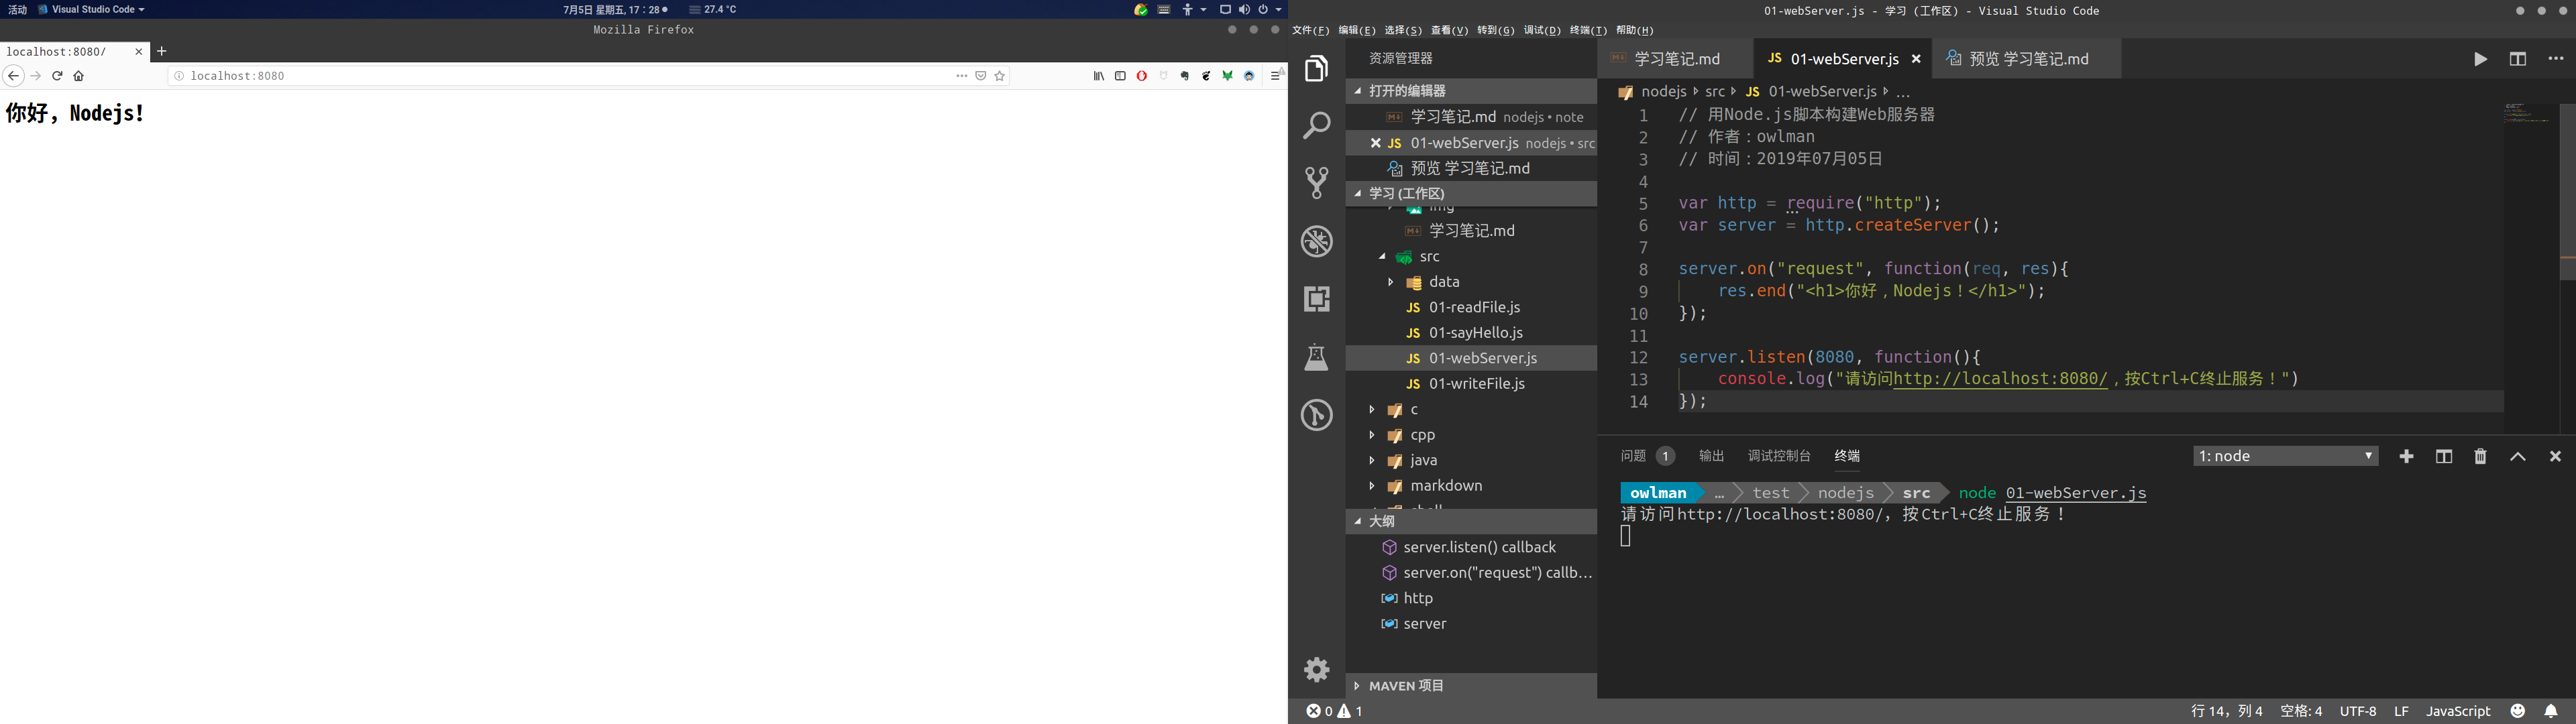 活动 Visual Studio Code 7月5日 星期五, 17：28 27.4 °C
Mozilla Firefox
localhost:8080/
localhost:8080
你好，Nodejs！
01-webServer.js - 学习 (工作区) - Visual Studio Code
文件(F) 编辑(E) 选择(S) 查看(V) 转到(G) 调试(D) 终端(T) 帮助(H)
资源管理器
打开的编辑器
学习笔记.md nodejs • note
JS 01-webServer.js nodejs • src
预览 学习笔记.md
学习 (工作区)
img
学习笔记.md
src
data
JS 01-readFile.js
JS 01-sayHello.js
JS 01-webServer.js
JS 01-writeFile.js
c
cpp
java
markdown
大纲
server.listen() callback
server.on("request") callb…
http
server
MAVEN 项目
学习笔记.md JS 01-webServer.js 预览 学习笔记.md
nodejs src JS 01-webServer.js …
1 // 用Node.js脚本构建Web服务器
2 // 作者：owlman
3 // 时间：2019年07月05日
4
5 var http = require("http");
6 var server = http.createServer();
7
8 server.on("request", function(req, res){
9 res.end("<h1>你好，Nodejs！</h1>");
10 });
11
12 server.listen(8080, function(){
13 console.log("请访问http://localhost:8080/，按Ctrl+C终止服务！")
14 });
问题 1 输出 调试控制台 终端 1: node
owlman … test nodejs src node 01-webServer.js
请访问http://localhost:8080/，按Ctrl+C终止服务！
0 1 行 14，列 4 空格: 4 UTF-8 LF JavaScript